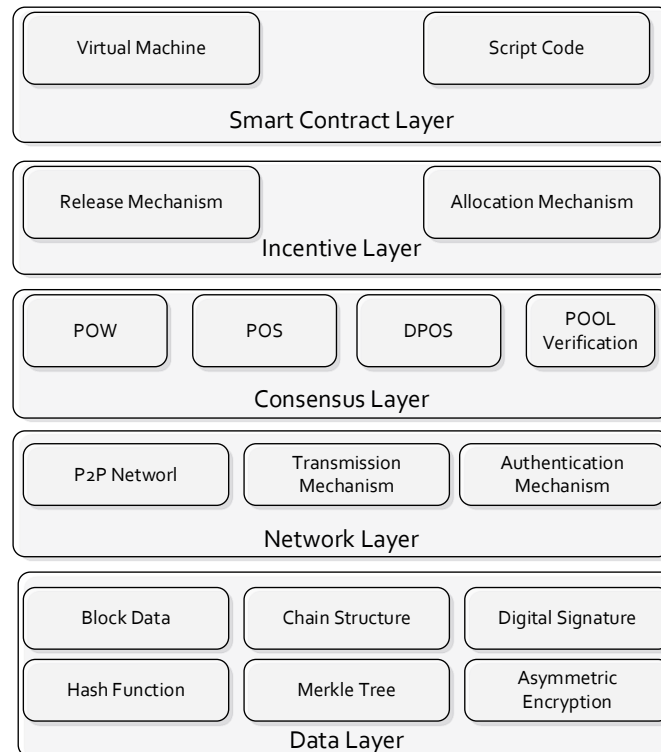 Virtual Machine
Script Code
Smart Contract Layer
Release Mechanism
Allocation Mechanism
Incentive Layer
POW
POS
DPOS
POOL
Verification
Consensus Layer
P2P Networl
Transmission
Mechanism
Authentication
Mechanism
Network Layer
Block Data
Chain Structure
Digital Signature
Hash Function
Merkle Tree
Asymmetric
Encryption
Data Layer